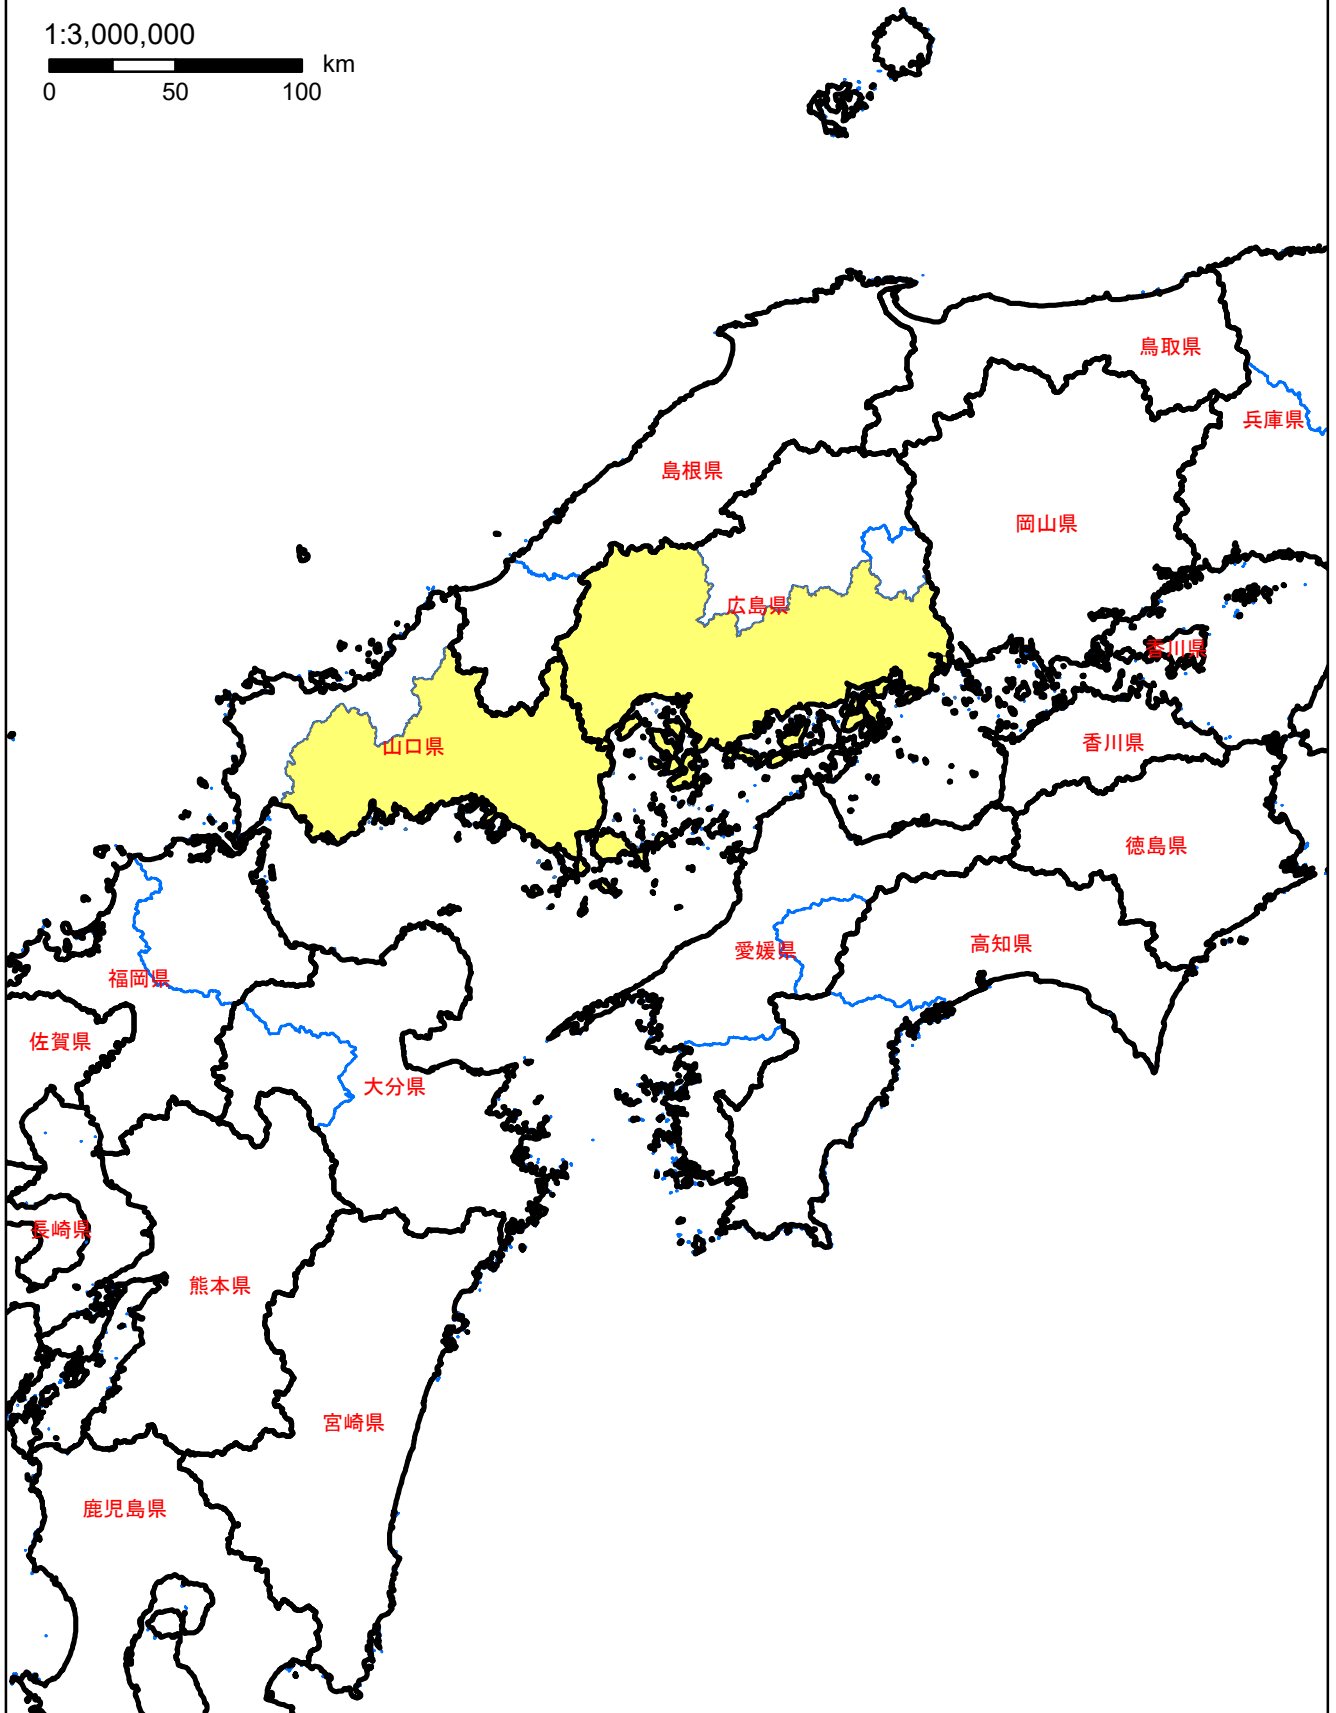 1:3,000,000
km
0 50 100
鳥取県
兵庫県
島根県
岡山県
広島県
香川県
山口県
香川県
徳島県
高知県
愛媛県
福岡県
佐賀県
大分県
長崎県
熊本県
宮崎県
鹿児島県